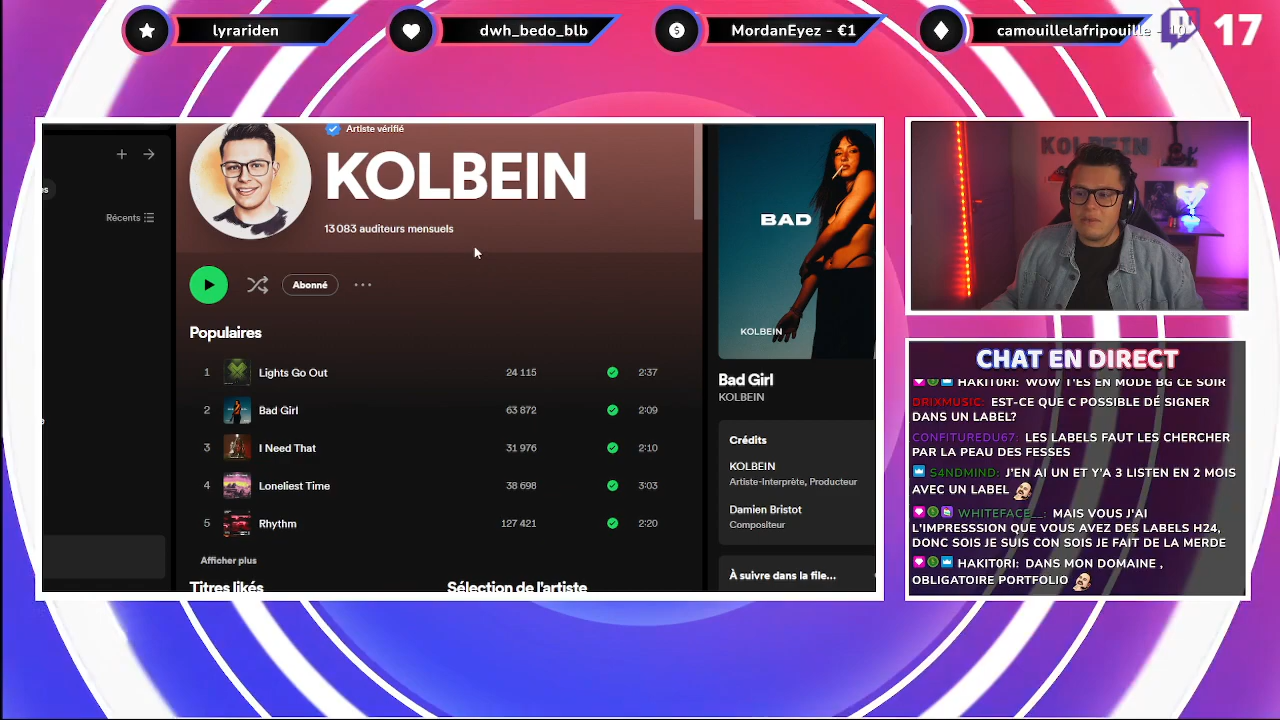 lyrariden
dwh_bedo_blb
MordanEyez - €1
camouillelafripouille - 10
17
Artiste vérifié
KOLBEIN
13 083 auditeurs mensuels
Récents
Abonné
Populaires
1 Lights Go Out 24 115 2:37
2 Bad Girl 63 872 2:09
3 I Need That 31 976 2:10
4 Loneliest Time 38 698 3:03
5 Rhythm 127 421 2:20
Afficher plus
Titres likés
Sélection de l'artiste
BAD
KOLBEIN
Bad Girl
KOLBEIN
Crédits
KOLBEIN
Artiste-Interprète, Producteur
Damien Bristot
Compositeur
À suivre dans la file...
KOLBEIN
CHAT EN DIRECT
HAKITORI: WOW T'ES EN MODE BG CE SOIR
DRIXMUSIC: EST-CE QUE C POSSIBLE DÉ SIGNER
DANS UN LABEL?
CONFITUREDU67: LES LABELS FAUT LES CHERCHER
PAR LA PEAU DES FESSES
S4NDMIND: J'EN AI UN ET Y'A 3 LISTEN EN 2 MOIS
AVEC UN LABEL
WHITEFACE__: MAIS VOUS J'AI
L'IMPRESSSION QUE VOUS AVEZ DES LABELS H24,
DONC SOIS JE SUIS CON SOIS JE FAIT DE LA MERDE
HAKITORI: DANS MON DOMAINE ,
OBLIGATOIRE PORTFOLIO